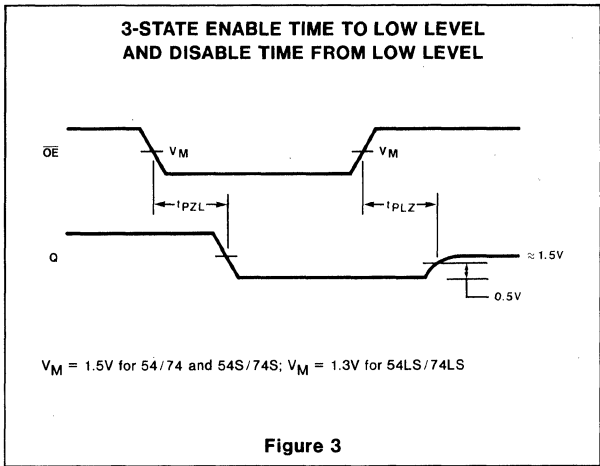 3-STATE ENABLE TIME TO LOW LEVEL
AND DISABLE TIME FROM LOW LEVEL
OE
VM
VM
tPZL
tPLZ
Q
≈ 1.5V
0.5V
VM = 1.5V for 54/74 and 54S/74S; VM = 1.3V for 54LS/74LS
Figure 3